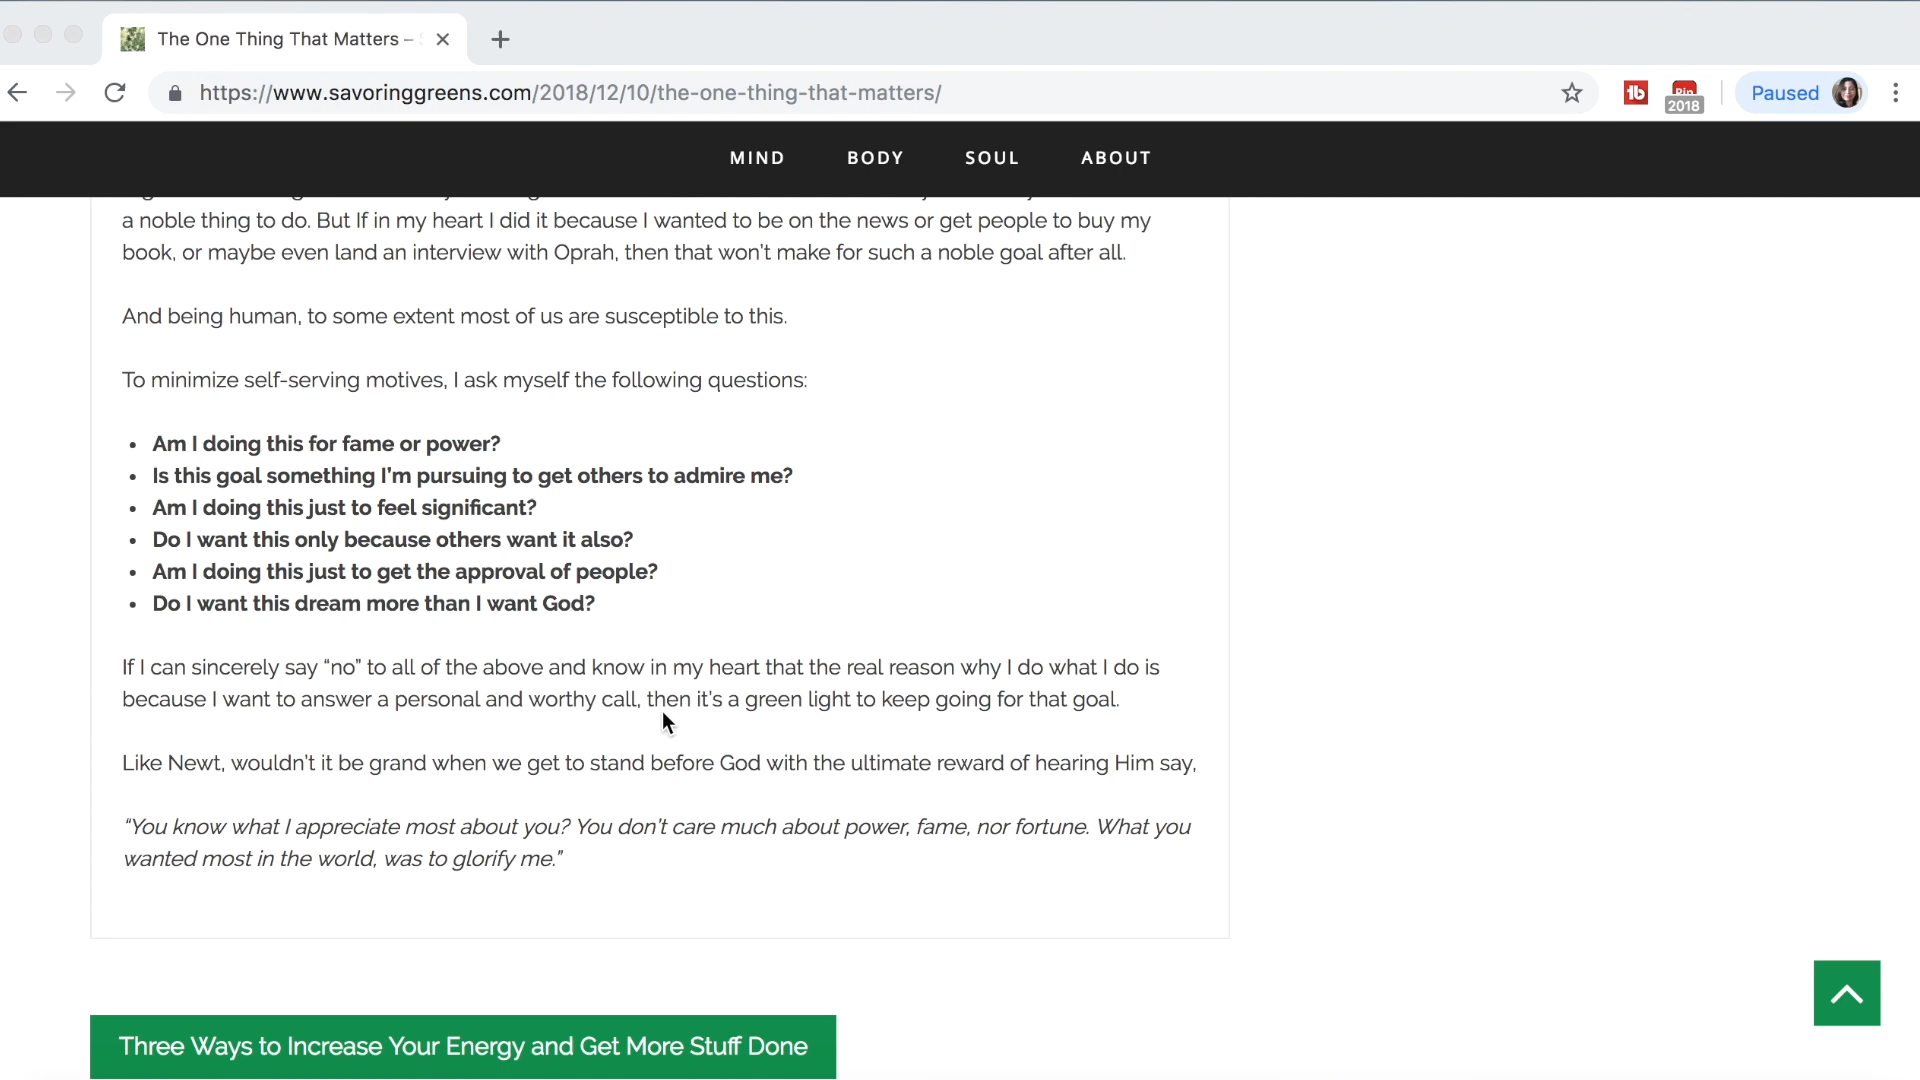 The One Thing That Matters –
https://www.savoringgreens.com/2018/12/10/the-one-thing-that-matters/
2018
Paused
MIND BODY SOUL ABOUT
a noble thing to do. But If in my heart I did it because I wanted to be on the news or get people to buy my
book, or maybe even land an interview with Oprah, then that won’t make for such a noble goal after all.
And being human, to some extent most of us are susceptible to this.
To minimize self-serving motives, I ask myself the following questions:
• Am I doing this for fame or power?
• Is this goal something I’m pursuing to get others to admire me?
• Am I doing this just to feel significant?
• Do I want this only because others want it also?
• Am I doing this just to get the approval of people?
• Do I want this dream more than I want God?
If I can sincerely say “no” to all of the above and know in my heart that the real reason why I do what I do is
because I want to answer a personal and worthy call, then it’s a green light to keep going for that goal.
Like Newt, wouldn’t it be grand when we get to stand before God with the ultimate reward of hearing Him say,
“You know what I appreciate most about you? You don’t care much about power, fame, nor fortune. What you
wanted most in the world, was to glorify me.”
Three Ways to Increase Your Energy and Get More Stuff Done